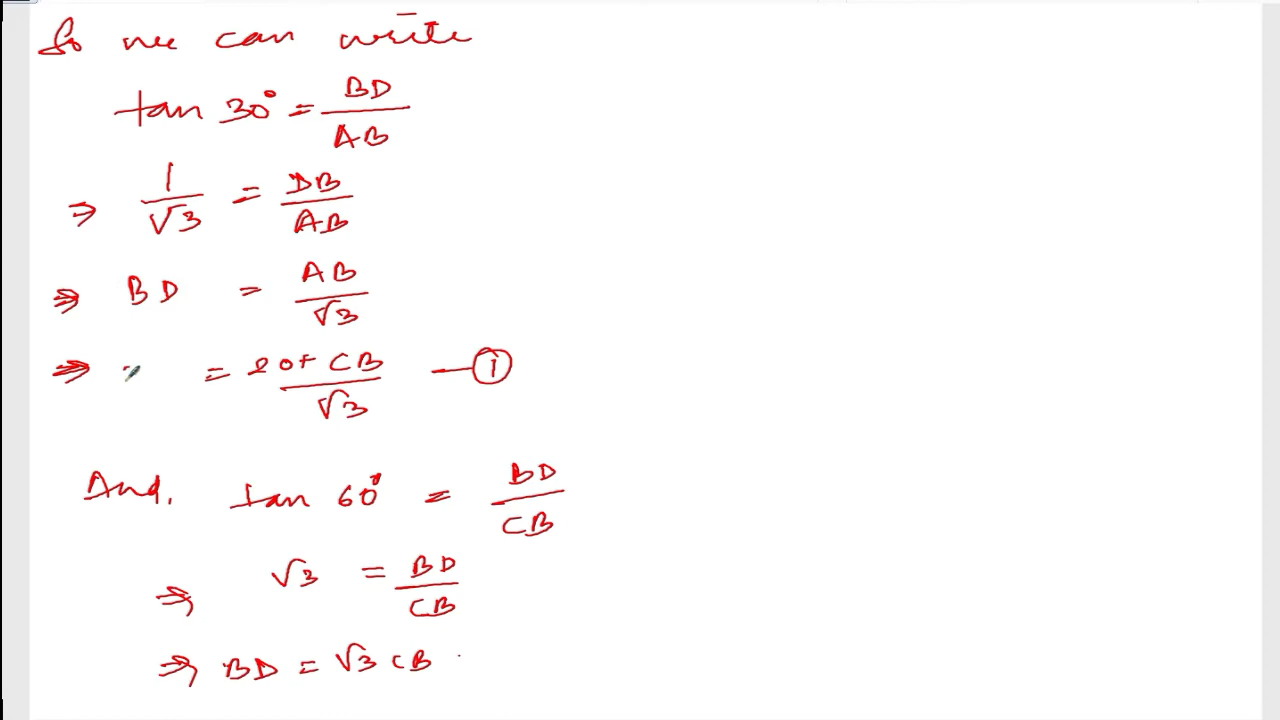 So we can write
tan 30° = BD / AB
⇒ 1 / √3 = DB / AB
⇒ BD = AB / √3
⇒ = 20 + CB / √3 — ①
And, tan 60° = BD / CB
⇒ √3 = BD / CB
⇒ BD = √3 CB